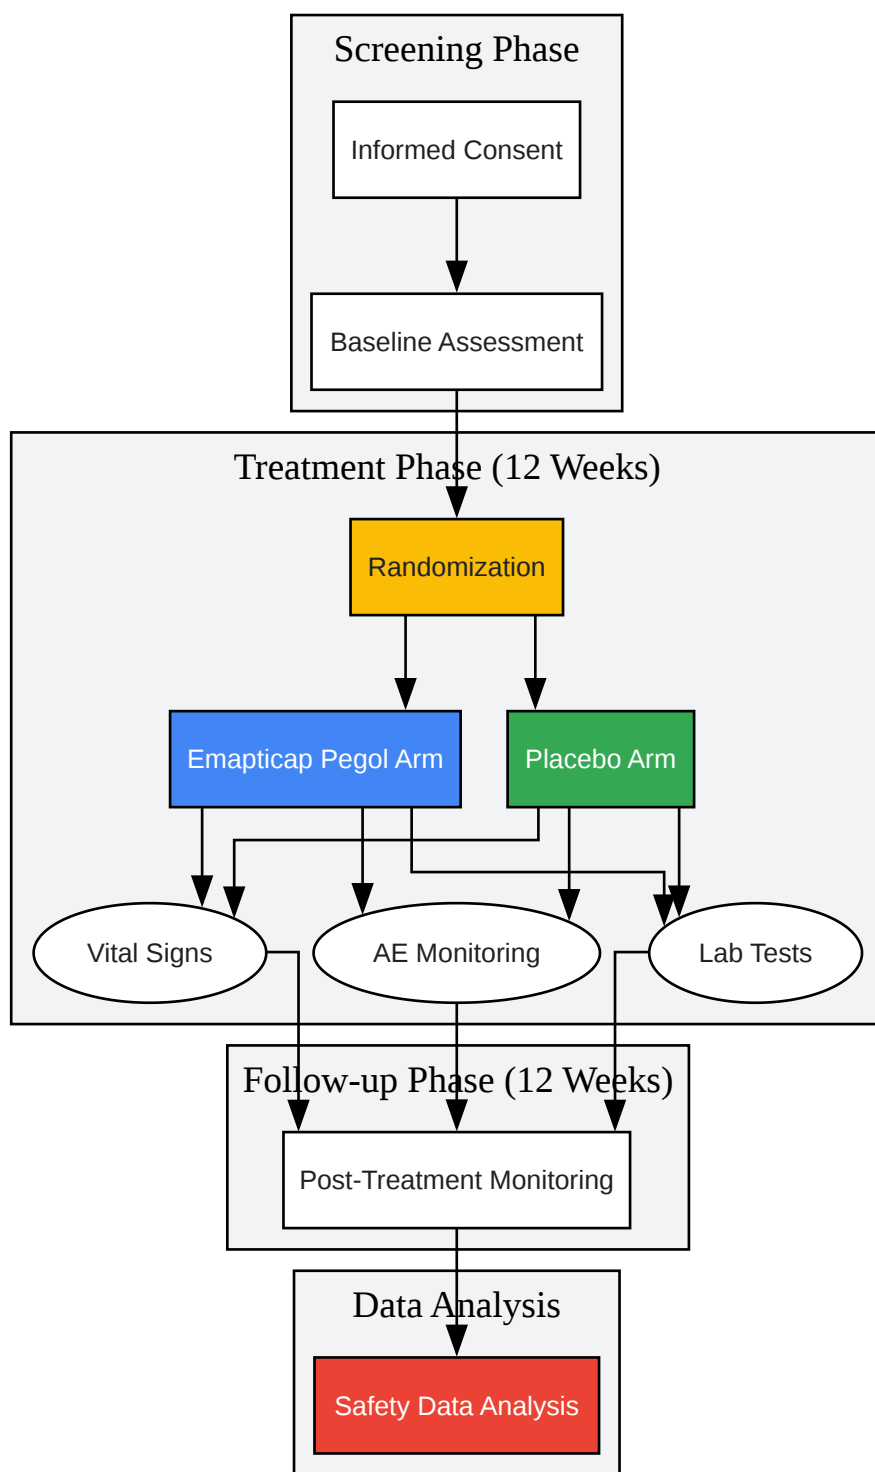 Screening Phase
Informed Consent
Baseline Assessment
Treatment Phase (12 Weeks)
Randomization
Emapticap Pegol Arm
Placebo Arm
Vital Signs
AE Monitoring
Lab Tests
Follow-up Phase (12 Weeks)
Post-Treatment Monitoring
Data Analysis
Safety Data Analysis